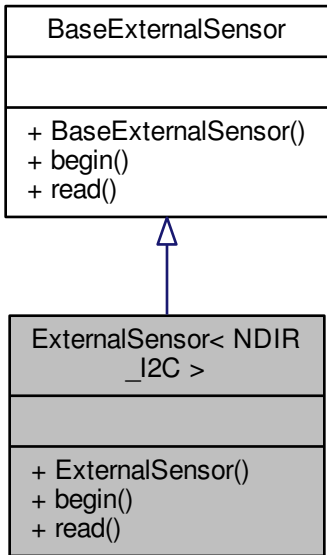 BaseExternalSensor
+ BaseExternalSensor()
+ begin()
+ read()
ExternalSensor< NDIR
_I2C >
+ ExternalSensor()
+ begin()
+ read()